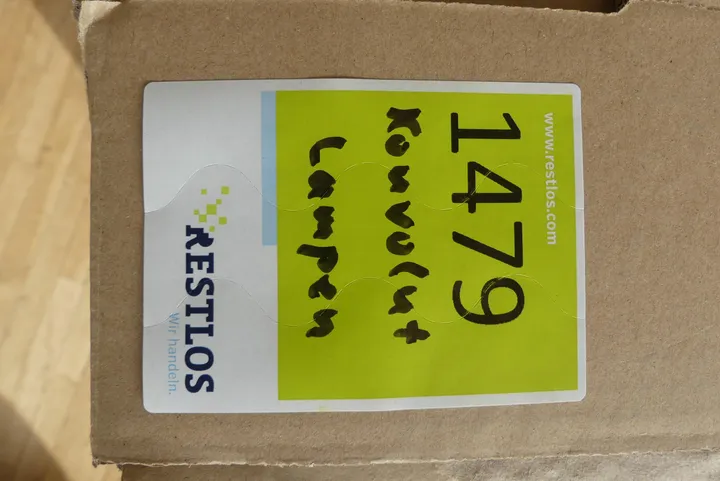 www.restlos.com
1479
Konvolut
Lampen
RESTLOS
Wir handeln.